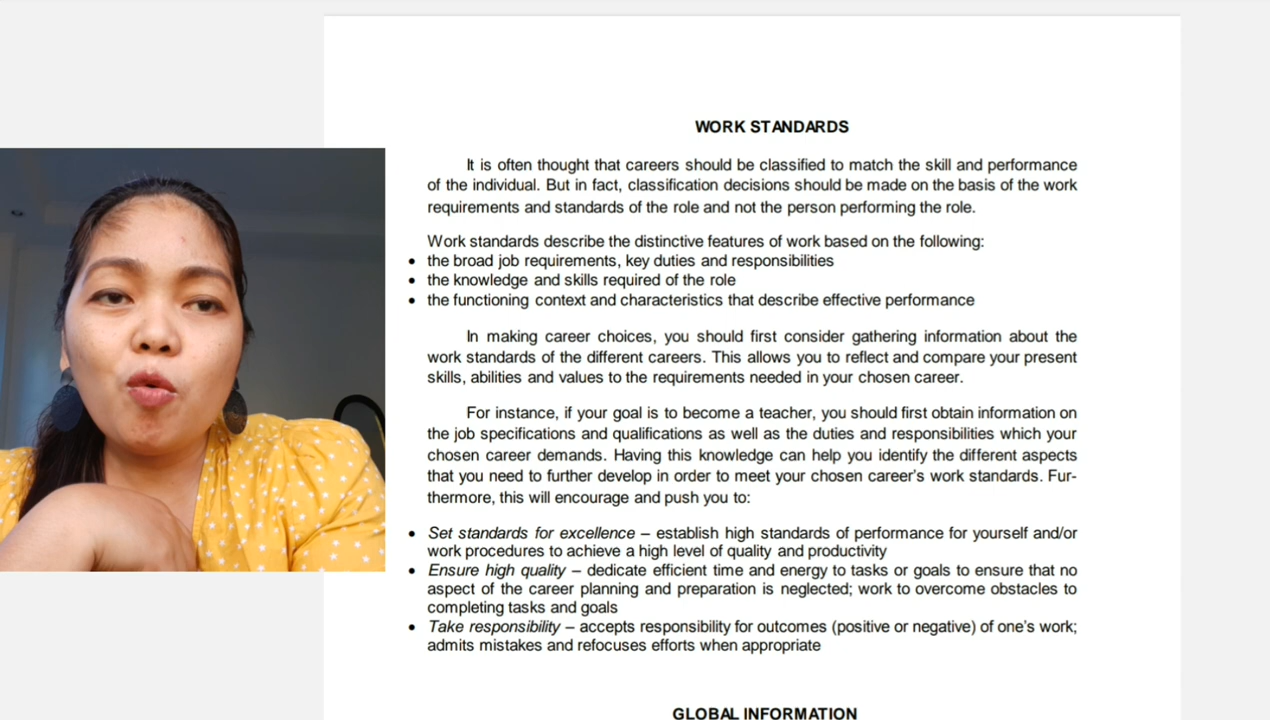 WORK STANDARDS
It is often thought that careers should be classified to match the skill and performance
of the individual. But in fact, classification decisions should be made on the basis of the work
requirements and standards of the role and not the person performing the role.
Work standards describe the distinctive features of work based on the following:
• the broad job requirements, key duties and responsibilities
• the knowledge and skills required of the role
• the functioning context and characteristics that describe effective performance
In making career choices, you should first consider gathering information about the
work standards of the different careers. This allows you to reflect and compare your present
skills, abilities and values to the requirements needed in your chosen career.
For instance, if your goal is to become a teacher, you should first obtain information on
the job specifications and qualifications as well as the duties and responsibilities which your
chosen career demands. Having this knowledge can help you identify the different aspects
that you need to further develop in order to meet your chosen career's work standards. Fur-
thermore, this will encourage and push you to:
• Set standards for excellence – establish high standards of performance for yourself and/or
work procedures to achieve a high level of quality and productivity
• Ensure high quality – dedicate efficient time and energy to tasks or goals to ensure that no
aspect of the career planning and preparation is neglected; work to overcome obstacles to
completing tasks and goals
• Take responsibility – accepts responsibility for outcomes (positive or negative) of one's work;
admits mistakes and refocuses efforts when appropriate
GLOBAL INFORMATION